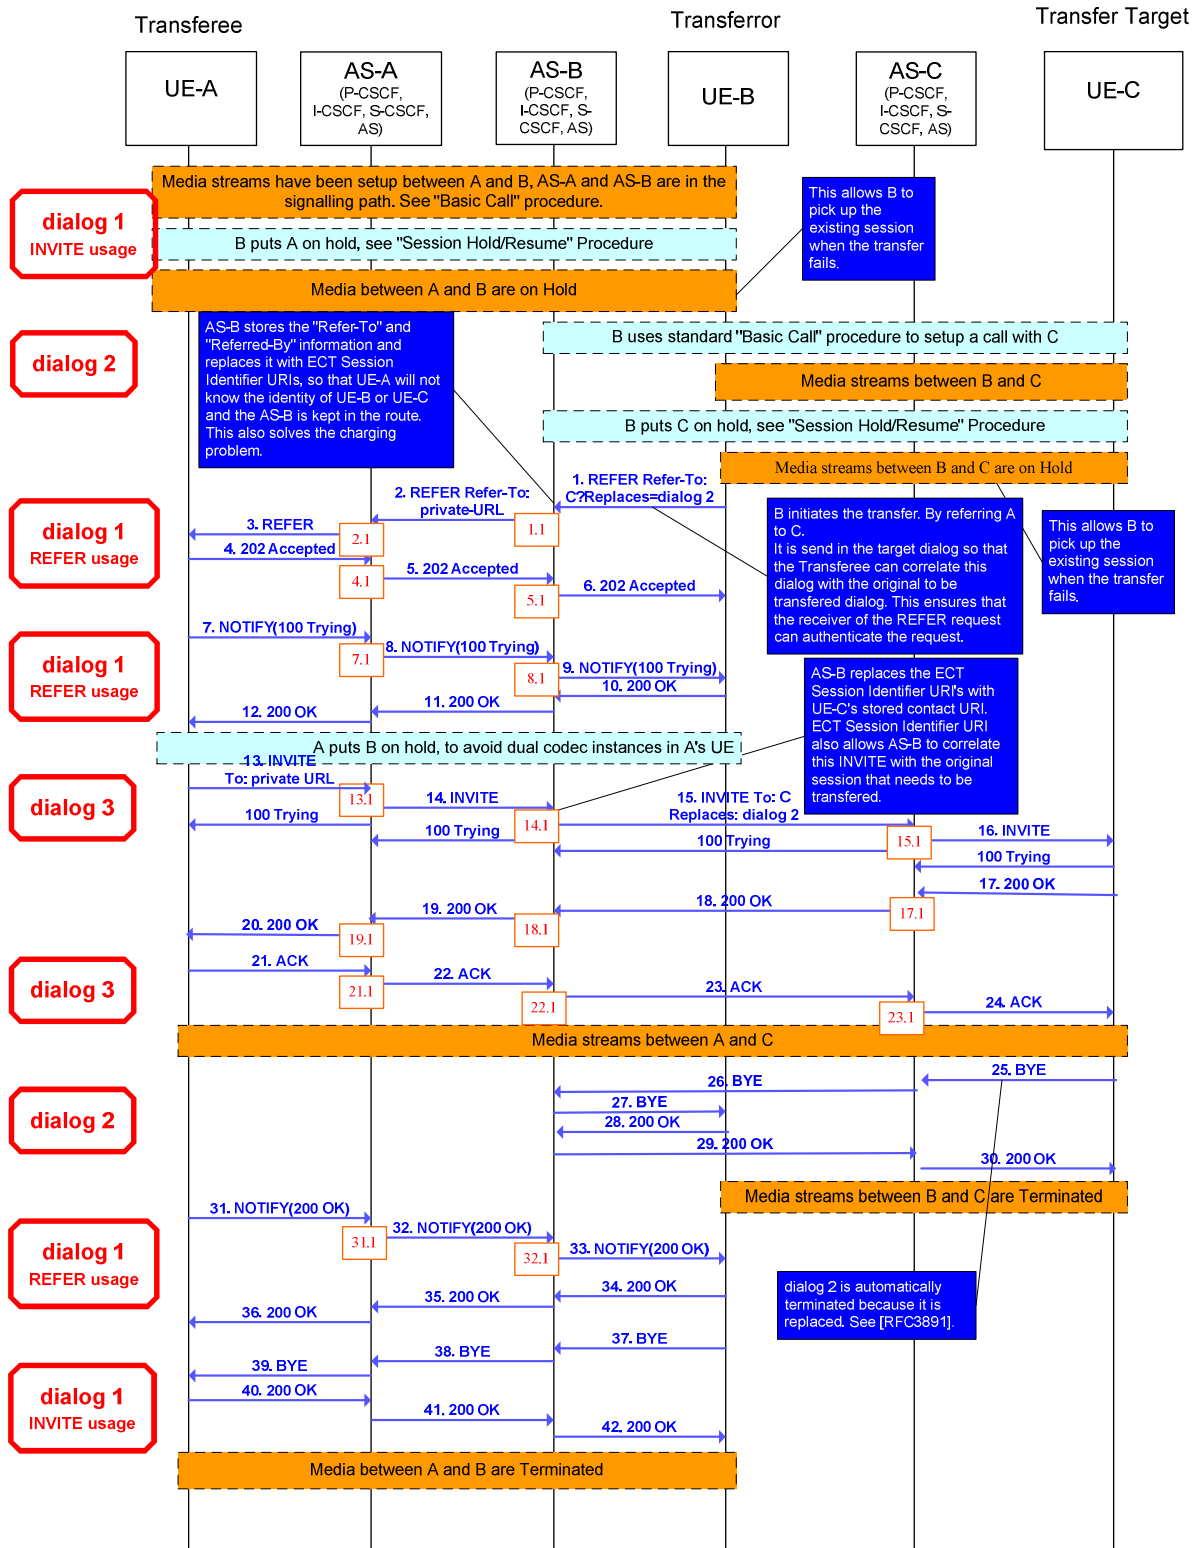 Transferee
Transferror
Transfer Target
UE-A
AS-A
(P-CSCF,
I-CSCF, S-CSCF,
AS)
AS-B
(P-CSCF,
I-CSCF, S-
CSCF, AS)
UE-B
AS-C
(P-CSCF,
I-CSCF, S-
CSCF, AS)
UE-C
Media streams have been setup between A and B, AS-A and AS-B are in the
signalling path. See "Basic Call" procedure.
This allows B to
pick up the
existing session
when the transfer
fails.
dialog 1
INVITE usage
B puts A on hold, see "Session Hold/Resume" Procedure
Media between A and B are on Hold
AS-B stores the "Refer-To" and
"Referred-By" information and
replaces it with ECT Session
Identifier URIs, so that UE-A will not
know the identity of UE-B or UE-C
and the AS-B is kept in the route.
This also solves the charging
problem.
dialog 2
B uses standard "Basic Call" procedure to setup a call with C
Media streams between B and C
B puts C on hold, see "Session Hold/Resume" Procedure
Media streams between B and C are on Hold
1. REFER Refer-To:
C?Replaces=dialog 2
2. REFER Refer-To:
private-URL
1.1
3. REFER
2.1
dialog 1
REFER usage
4. 202 Accepted
4.1
5. 202 Accepted
5.1
6. 202 Accepted
B initiates the transfer. By referring A
to C.
It is send in the target dialog so that
the Transferee can correlate this
dialog with the original to be
transfered dialog. This ensures that
the receiver of the REFER request
can authenticate the request.
This allows B to
pick up the
existing session
when the transfer
fails.
7. NOTIFY(100 Trying)
7.1
8. NOTIFY(100 Trying)
8.1
9. NOTIFY(100 Trying)
dialog 1
REFER usage
10. 200 OK
11. 200 OK
12. 200 OK
AS-B replaces the ECT
Session Identifier URI's with
UE-C's stored contact URI.
ECT Session Identifier URI
also allows AS-B to correlate
this INVITE with the original
session that needs to be
transfered.
A puts B on hold, to avoid dual codec instances in A's UE
13. INVITE
To: private URL
13.1
dialog 3
14. INVITE
14.1
15. INVITE To: C
Replaces: dialog 2
15.1
16. INVITE
100 Trying
100 Trying
100 Trying
100 Trying
17. 200 OK
17.1
18. 200 OK
18.1
19. 200 OK
19.1
20. 200 OK
21. ACK
21.1
22. ACK
22.1
23. ACK
23.1
24. ACK
dialog 3
Media streams between A and C
25. BYE
26. BYE
27. BYE
28. 200 OK
29. 200 OK
30. 200 OK
dialog 2
Media streams between B and C are Terminated
31. NOTIFY(200 OK)
31.1
32. NOTIFY(200 OK)
32.1
33. NOTIFY(200 OK)
dialog 1
REFER usage
34. 200 OK
35. 200 OK
36. 200 OK
dialog 2 is automatically
terminated because it is
replaced. See [RFC3891].
37. BYE
38. BYE
39. BYE
40. 200 OK
41. 200 OK
42. 200 OK
dialog 1
INVITE usage
Media between A and B are Terminated